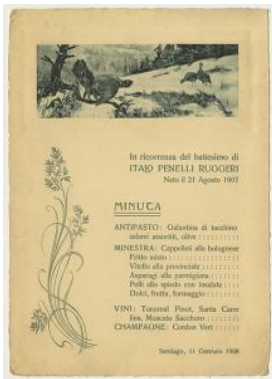 In ricorrenza del battesimo di
ITALO PENELLI RUGGERI
Nato il 21 Agosto 1907
MINUTA
ANTIPASTO: Galantina di tacchino
salami assortiti, olive : : : : : : : : :
MINESTRA: Cappelleti alla bolognese
Fritto misto : : : : : : : : : : : : :
Vitello alla provinciale : : : : : : : :
Asparagi alla parmigiana : : : : : : :
Polli allo spiedo con insalata : : : :
Dolci, frutta, formaggio : : : : : : :
VINI: Tocornal Pinot, Santa Caro
lina, Moscato Sacchero : : : : : :
CHAMPAGNE: Cordon Vert : : : : :
Santiago, 11 Gennaio 1908